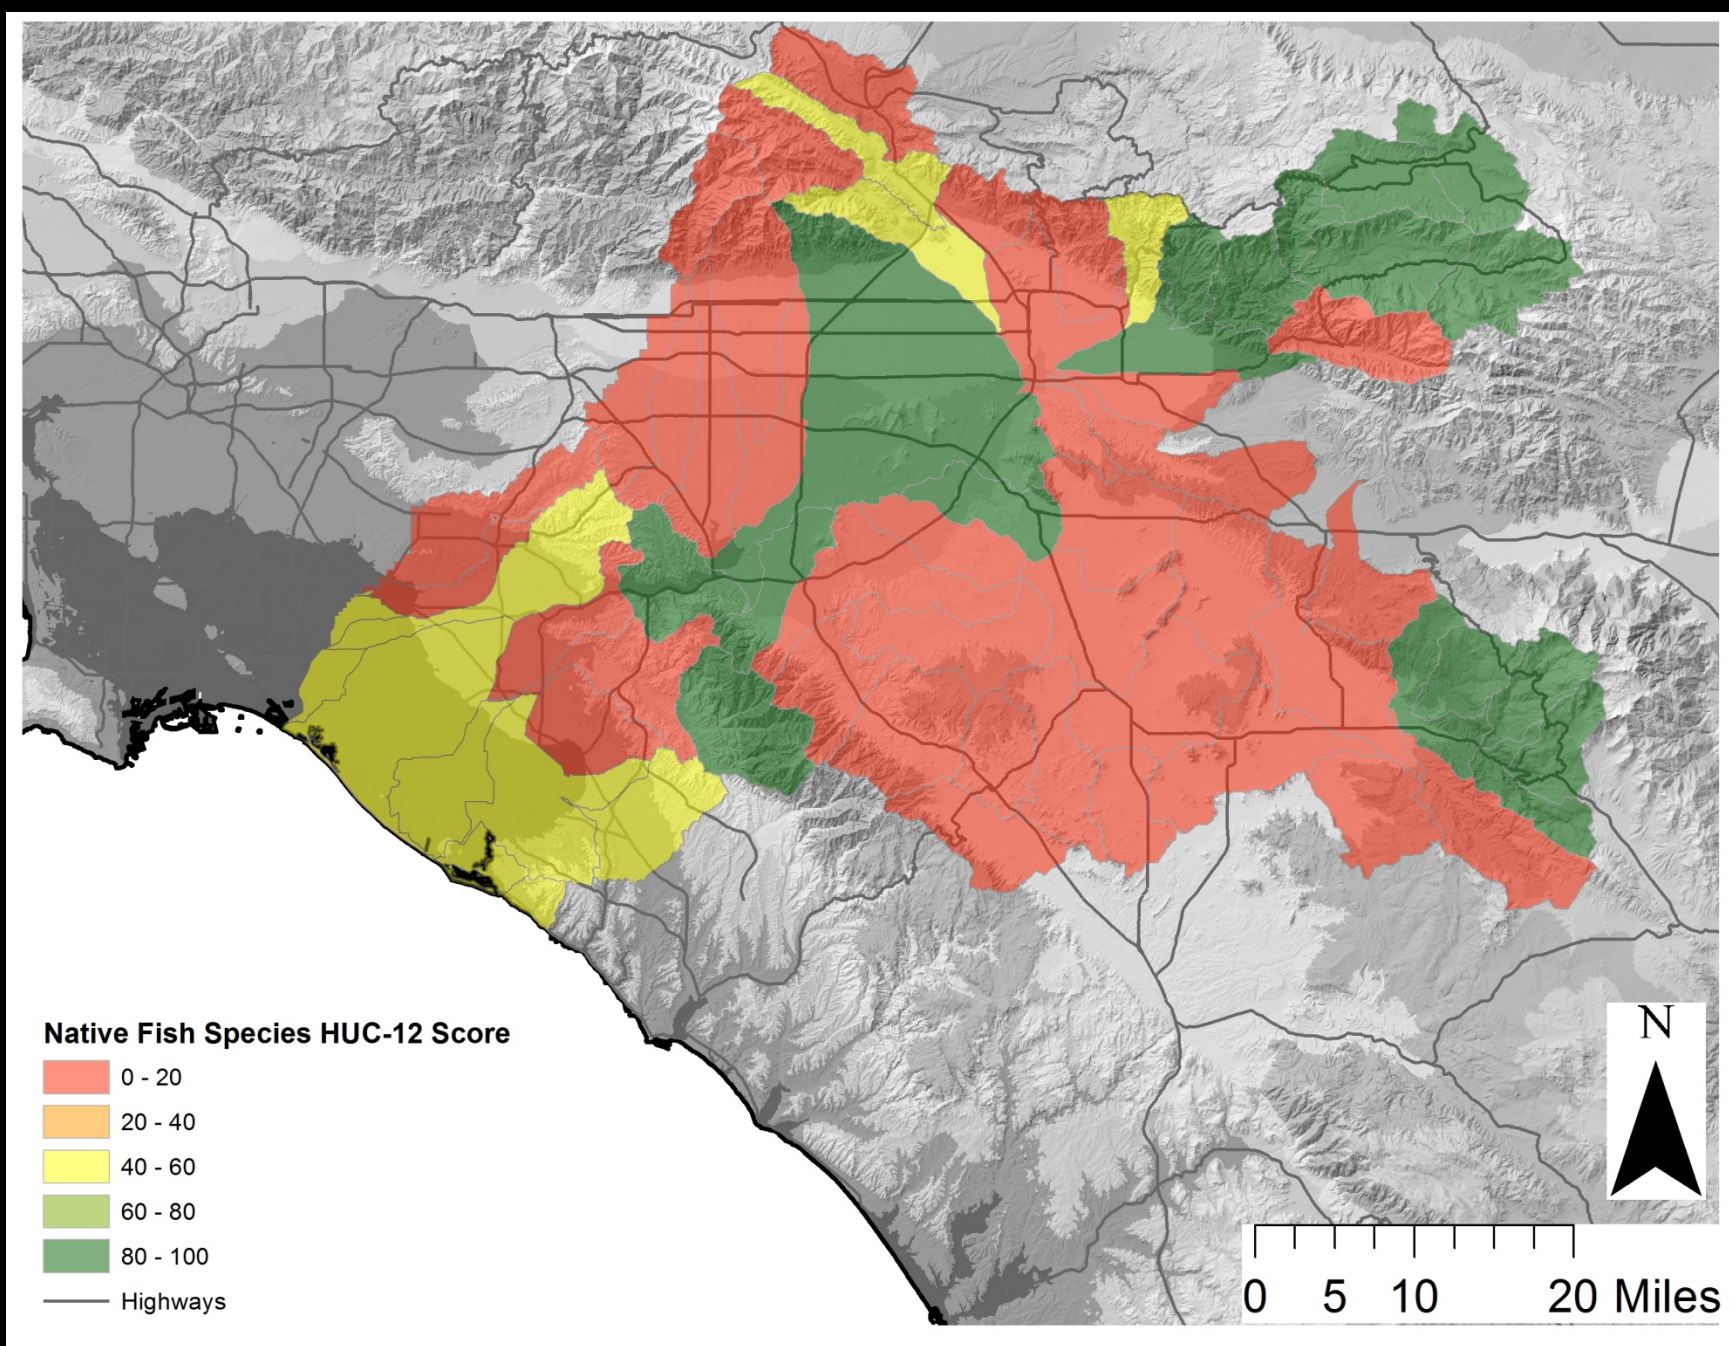 Native Fish Species HUC-12 Score
0 - 20
20 - 40
40 - 60
60 - 80
80 - 100
Highways
N
0 5 10 20 Miles